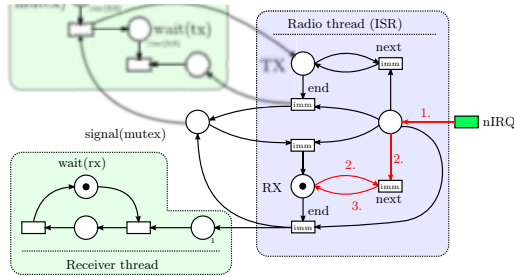 Radio thread (ISR)
wait(tx)
TX
next
imm
end
imm
1.
nIRQ
signal(mutex)
imm
2.
wait(rx)
2.
RX
imm
3.
next
end
imm
1
Receiver thread